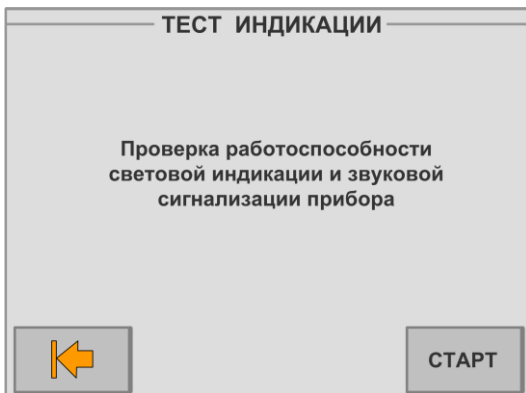 ТЕСТ ИНДИКАЦИИ
Проверка работоспособности
световой индикации и звуковой
сигнализации прибора
СТАРТ